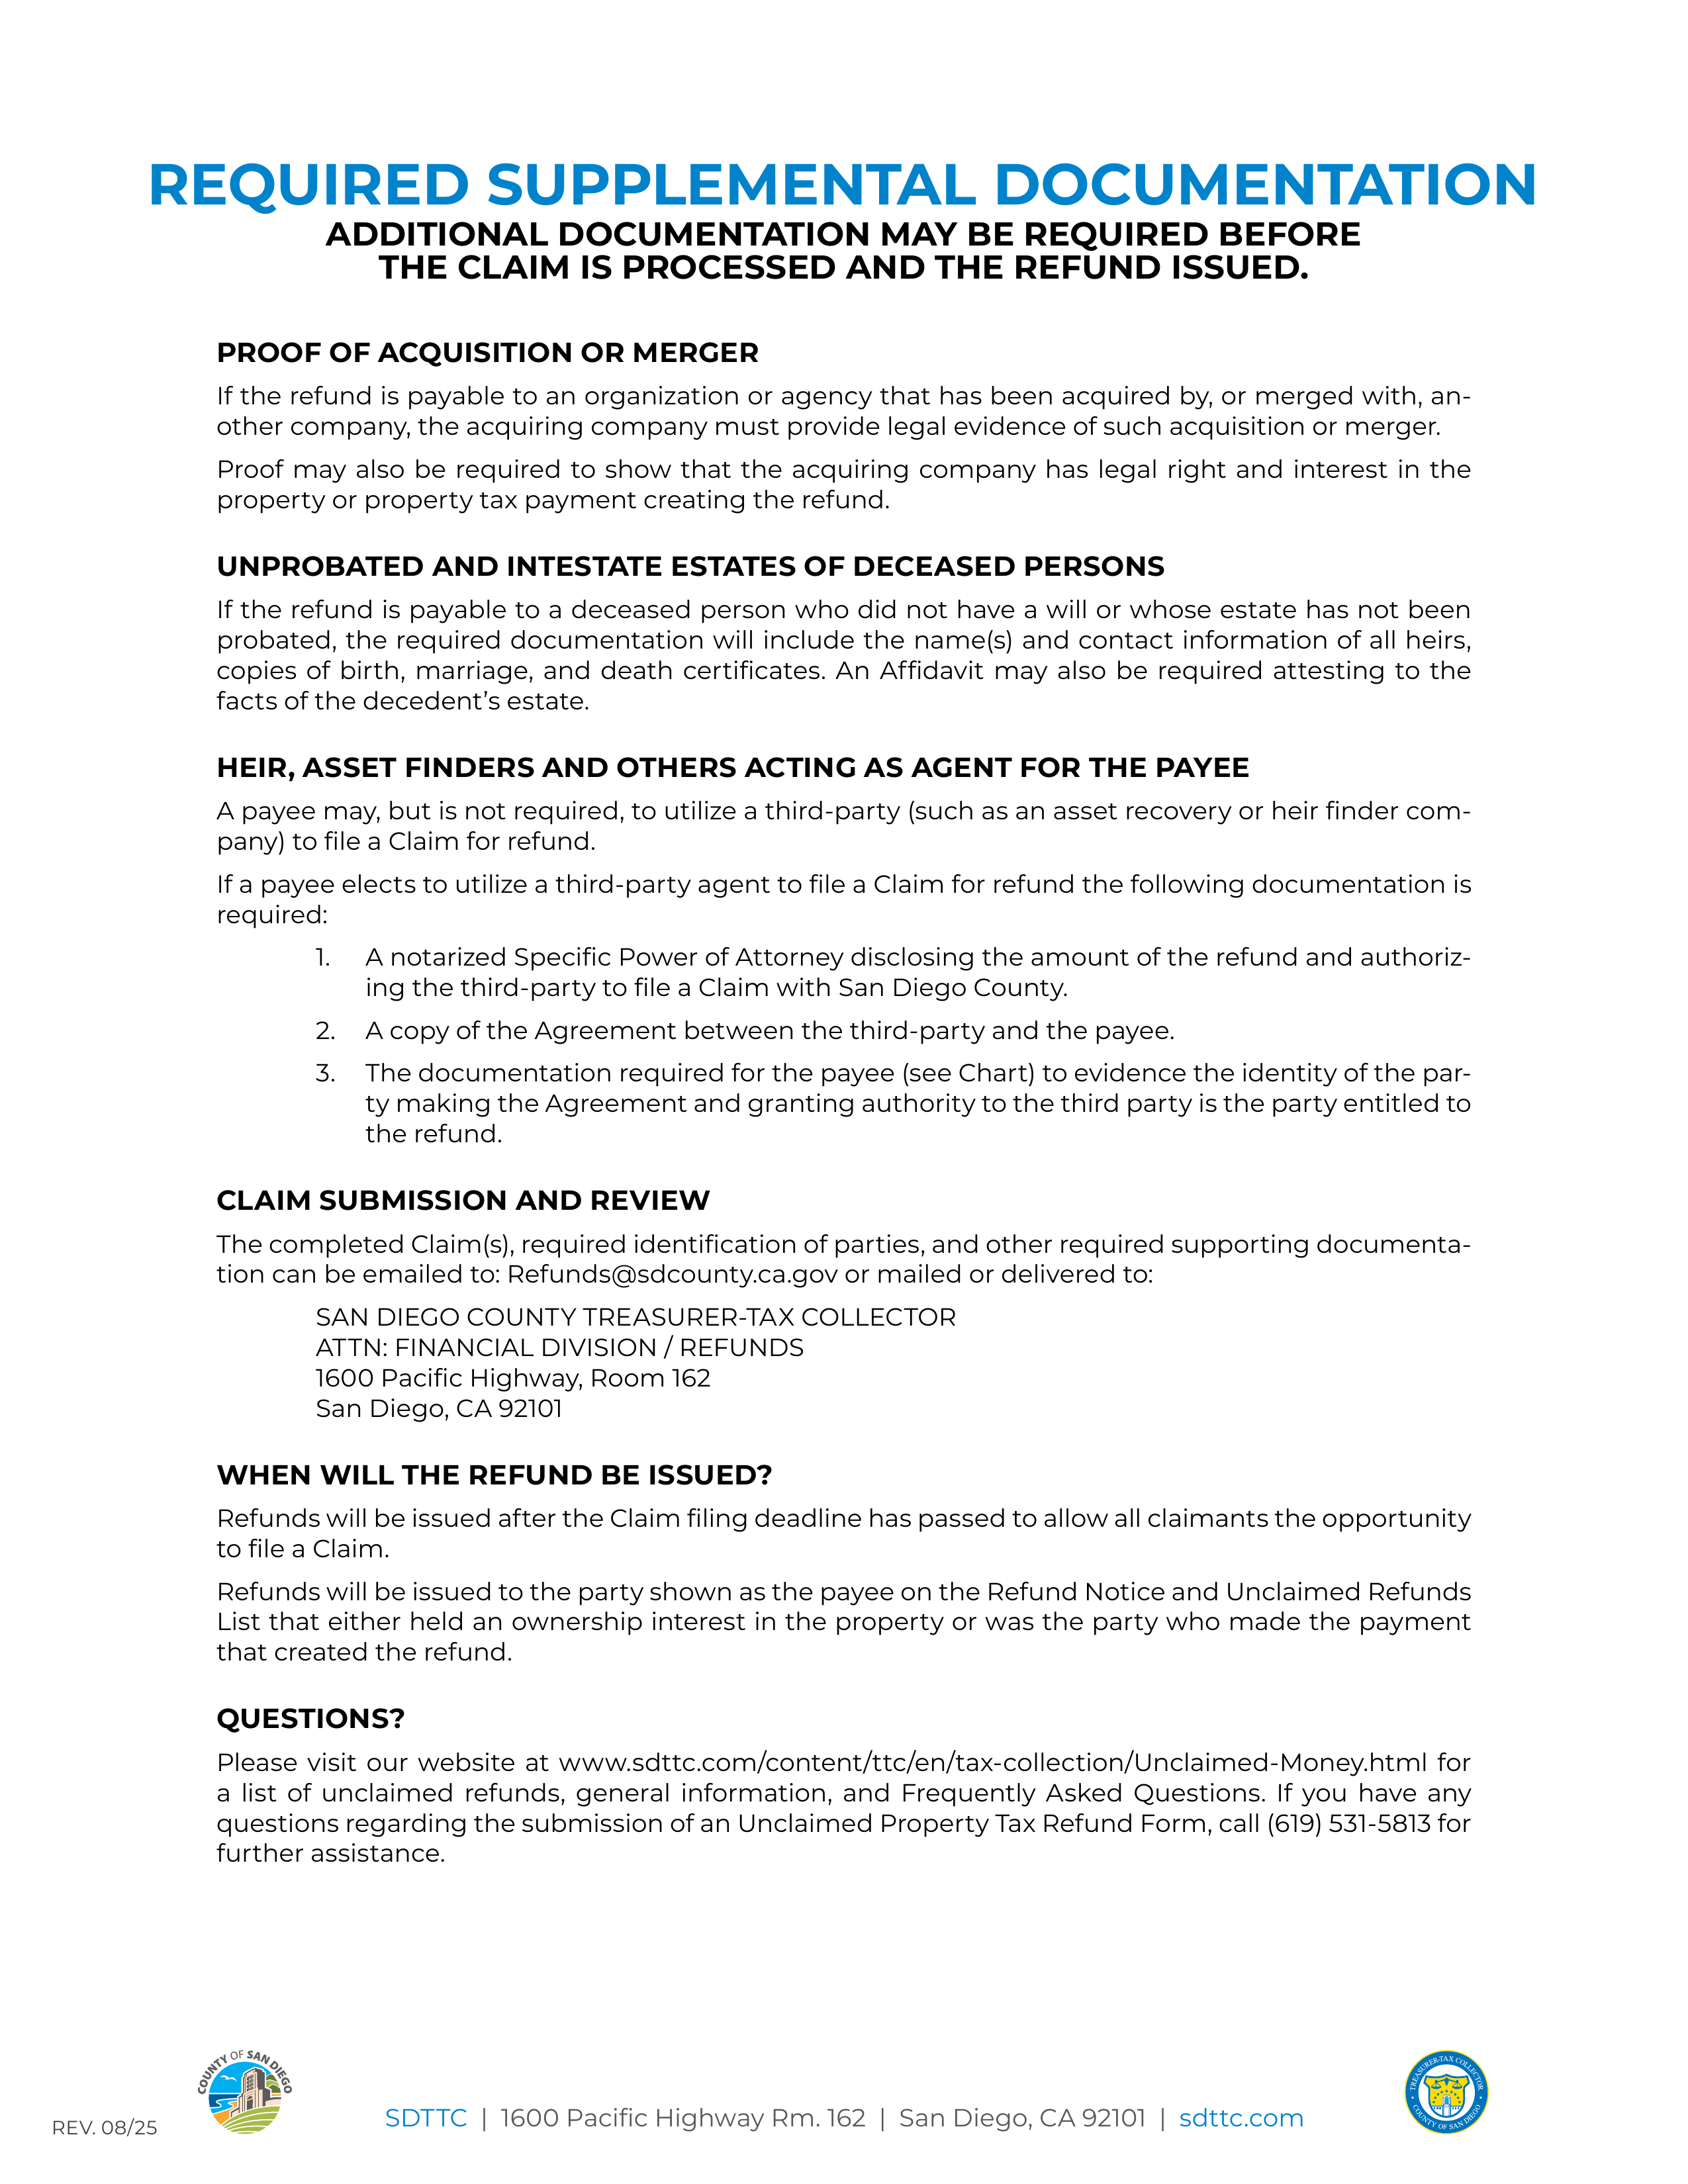 REQUIRED SUPPLEMENTAL DOCUMENTATION
ADDITIONAL DOCUMENTATION MAY BE REQUIRED BEFORE
THE CLAIM IS PROCESSED AND THE REFUND ISSUED.
PROOF OF ACQUISITION OR MERGER
If the refund is payable to an organization or agency that has been acquired by, or merged with, an-
other company, the acquiring company must provide legal evidence of such acquisition or merger.
Proof may also be required to show that the acquiring company has legal right and interest in the
property or property tax payment creating the refund.
UNPROBATED AND INTESTATE ESTATES OF DECEASED PERSONS
If the refund is payable to a deceased person who did not have a will or whose estate has not been
probated, the required documentation will include the name(s) and contact information of all heirs,
copies of birth, marriage, and death certificates. An Affidavit may also be required attesting to the
facts of the decedent’s estate.
HEIR, ASSET FINDERS AND OTHERS ACTING AS AGENT FOR THE PAYEE
A payee may, but is not required, to utilize a third-party (such as an asset recovery or heir finder com-
pany) to file a Claim for refund.
If a payee elects to utilize a third-party agent to file a Claim for refund the following documentation is
required:
1. A notarized Specific Power of Attorney disclosing the amount of the refund and authoriz-
ing the third-party to file a Claim with San Diego County.
2. A copy of the Agreement between the third-party and the payee.
3. The documentation required for the payee (see Chart) to evidence the identity of the par-
ty making the Agreement and granting authority to the third party is the party entitled to
the refund.
CLAIM SUBMISSION AND REVIEW
The completed Claim(s), required identification of parties, and other required supporting documenta-
tion can be emailed to: Refunds@sdcounty.ca.gov or mailed or delivered to:
SAN DIEGO COUNTY TREASURER-TAX COLLECTOR
ATTN: FINANCIAL DIVISION / REFUNDS
1600 Pacific Highway, Room 162
San Diego, CA 92101
WHEN WILL THE REFUND BE ISSUED?
Refunds will be issued after the Claim filing deadline has passed to allow all claimants the opportunity
to file a Claim.
Refunds will be issued to the party shown as the payee on the Refund Notice and Unclaimed Refunds
List that either held an ownership interest in the property or was the party who made the payment
that created the refund.
QUESTIONS?
Please visit our website at www.sdttc.com/content/ttc/en/tax-collection/Unclaimed-Money.html for
a list of unclaimed refunds, general information, and Frequently Asked Questions. If you have any
questions regarding the submission of an Unclaimed Property Tax Refund Form, call (619) 531-5813 for
further assistance.
REV. 08/25
COUNTY OF SAN DIEGO
SDTTC | 1600 Pacific Highway Rm. 162 | San Diego, CA 92101 | sdttc.com
TREASURER-TAX COLLECTOR
COUNTY OF SAN DIEGO